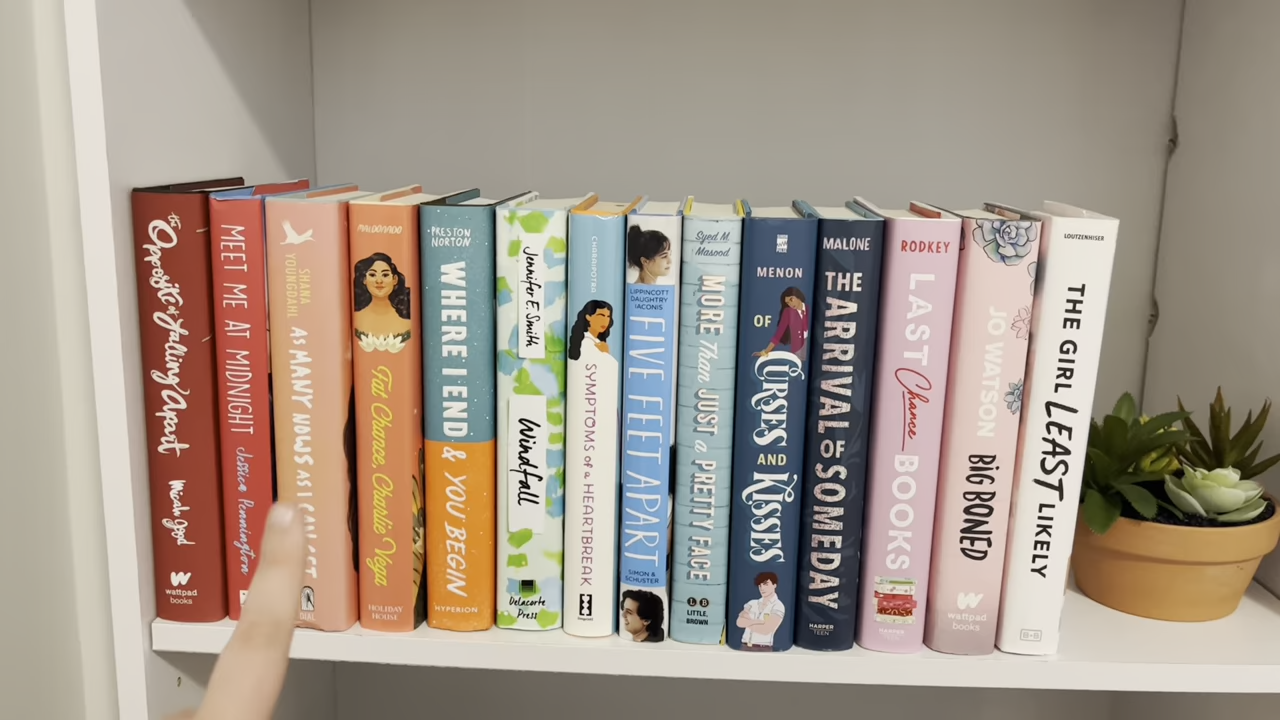 the Opposite of Falling Apart
Micah Good
wattpad
books
MEET ME AT MIDNIGHT
Jessica Pennington
SHANA
YOUNGDAHL
AS MANY NOWS AS I
DIAL
MALDONADO
Fat Chance, Charlie Vega
HOLIDAY
HOUSE
PRESTON
NORTON
WHERE I END
& YOU BEGIN
HYPERION
Jennifer E. Smith
Windfall
Delacorte
Press
CHARAIPOTRA
SYMPTOMS of a HEARTBREAK
LIPPINCOTT
DAUGHTRY
IACONIS
FIVE FEET APART
SIMON &
SCHUSTER
Syed M.
Masood
MORE Than JUST a PRETTY FACE
L B
LITTLE,
BROWN
MENON
OF CURSES AND KISSES
MALONE
THE ARRIVAL OF SOMEDAY
HARPER
TEEN
RODKEY
LAST Chance BOOKS
HARPER
TEEN
JO WATSON
BIG BONED
wattpad
books
LOUTZENHISER
THE GIRL LEAST LIKELY